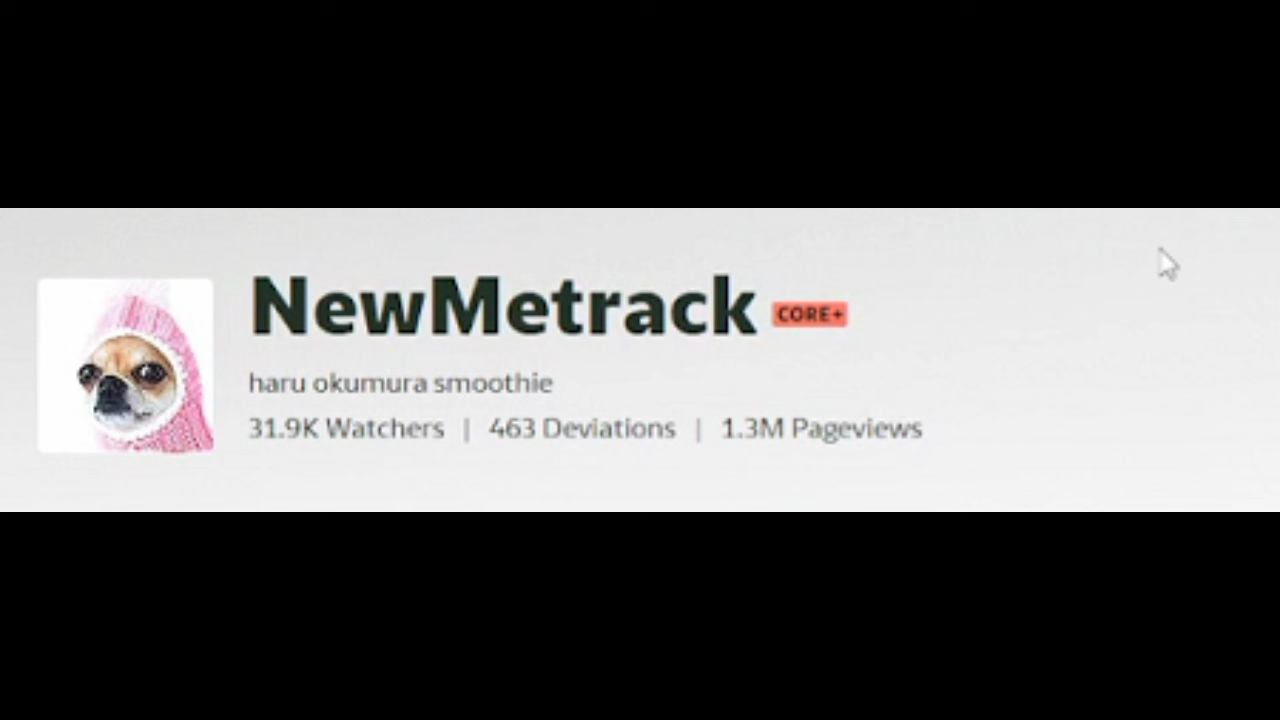 NewMetrack CORE+
haru okumura smoothie
31.9K Watchers | 463 Deviations | 1.3M Pageviews